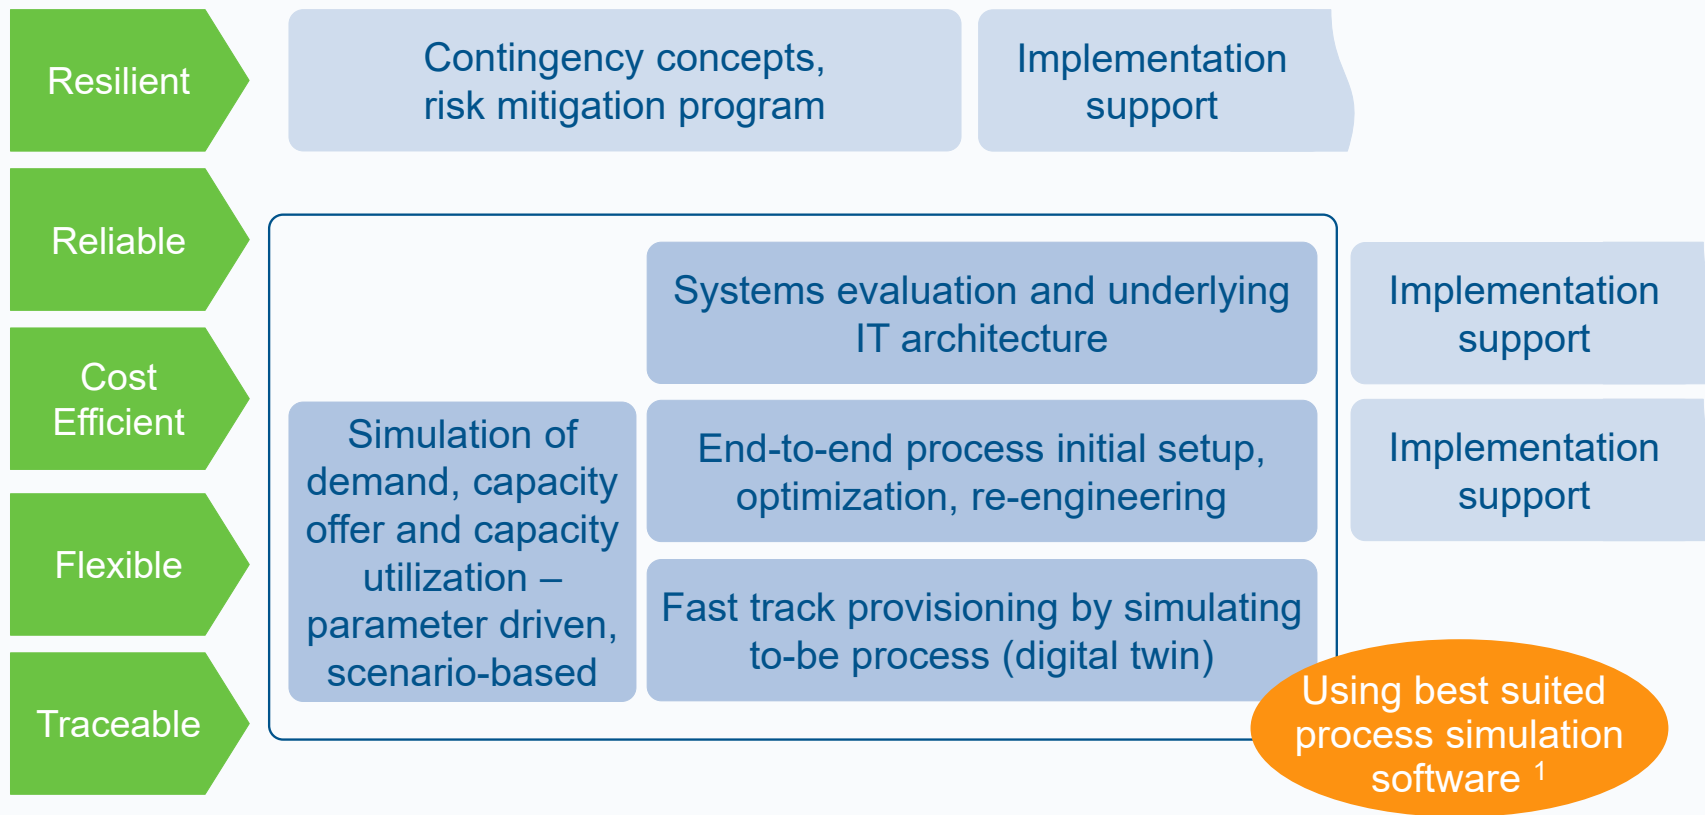 Resilient
Contingency concepts,
risk mitigation program
Implementation
support
Reliable
Systems evaluation and underlying
IT architecture
Implementation
support
Cost
Efficient
Simulation of
demand, capacity
offer and capacity
utilization –
parameter driven,
scenario-based
End-to-end process initial setup,
optimization, re-engineering
Implementation
support
Flexible
Fast track provisioning by simulating
to-be process (digital twin)
Traceable
Using best suited
process simulation
software ¹